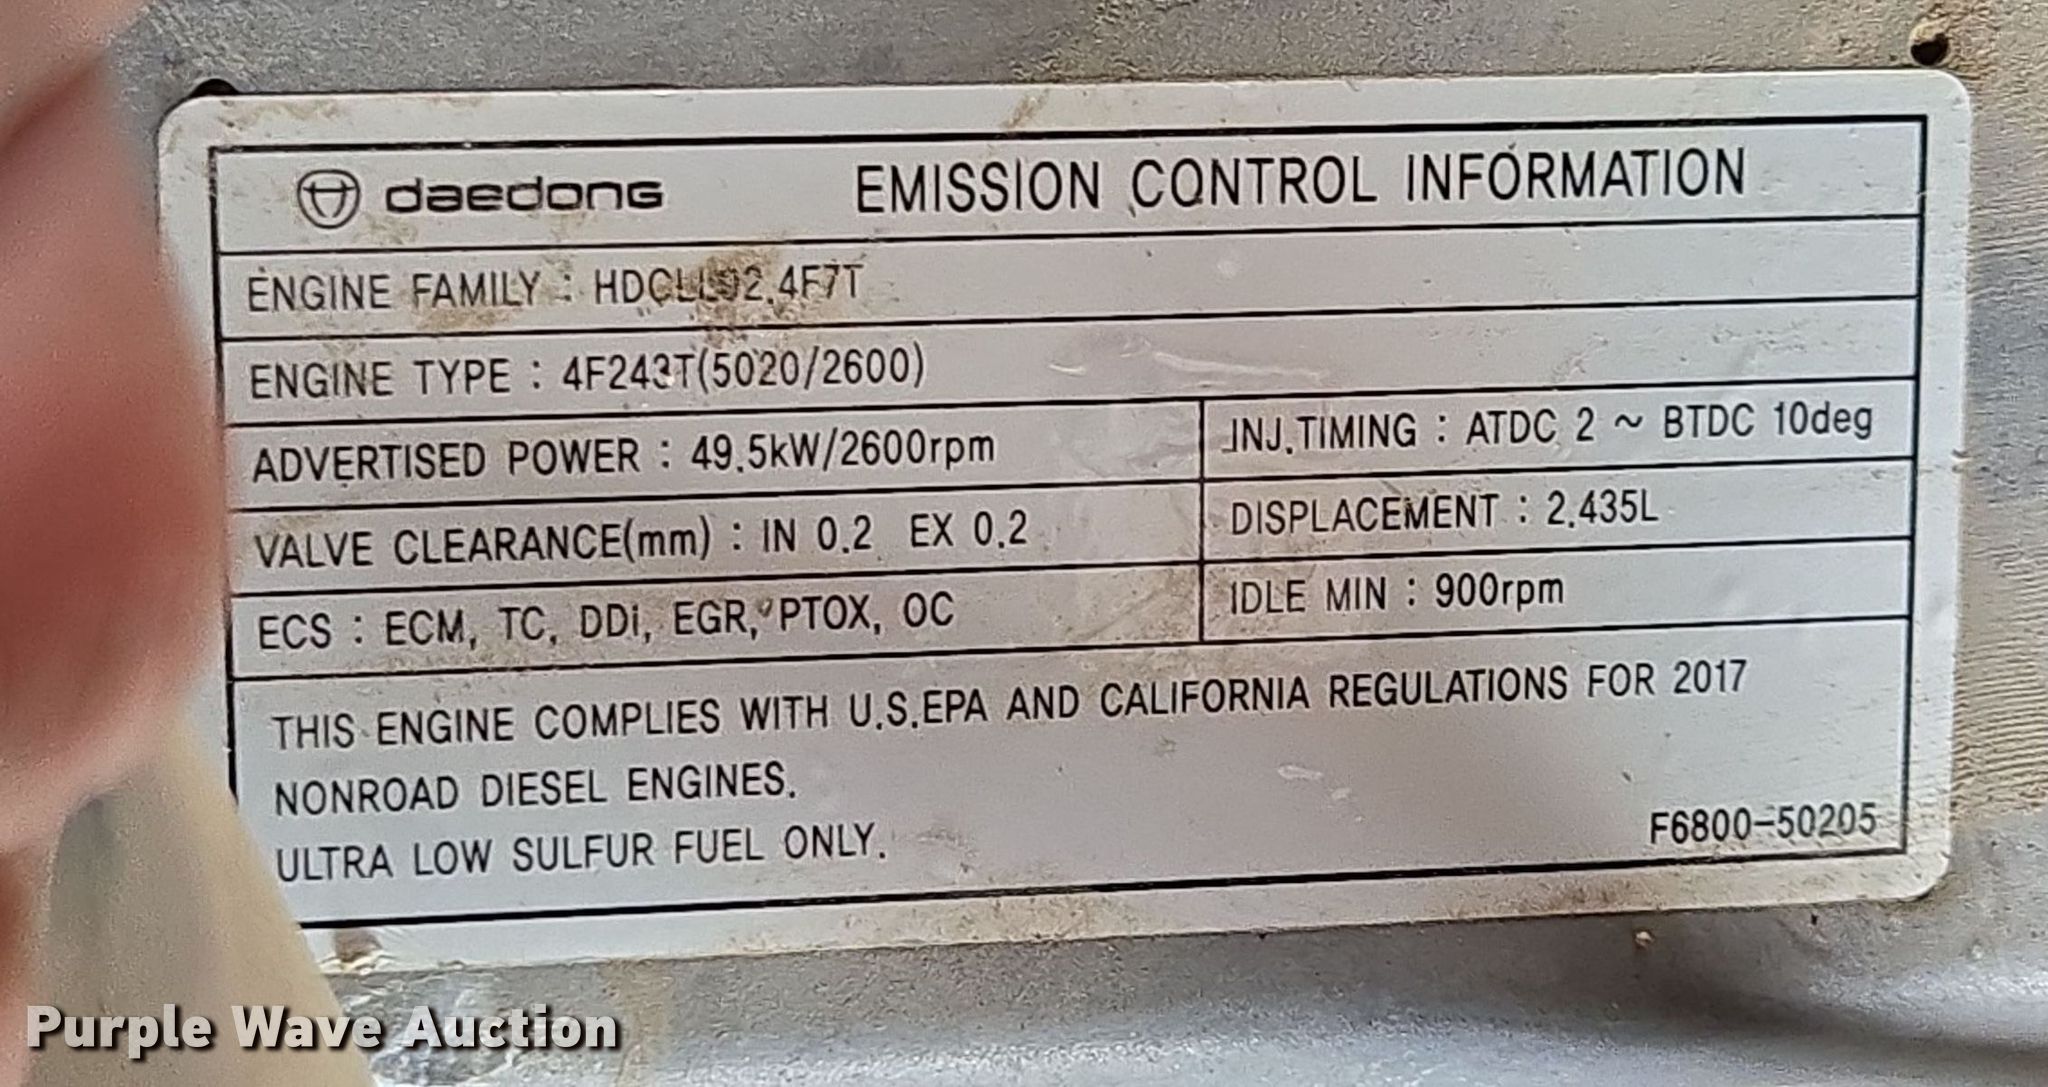 daedong EMISSION CONTROL INFORMATION
ENGINE FAMILY : HDCLL02.4F7T
ENGINE TYPE : 4F243T(5020/2600)
ADVERTISED POWER : 49.5kW/2600rpm
INJ.TIMING : ATDC 2 ~ BTDC 10deg
VALVE CLEARANCE(mm) : IN 0.2 EX 0.2
DISPLACEMENT : 2.435L
ECS : ECM, TC, DDi, EGR, PTOX, OC
IDLE MIN : 900rpm
THIS ENGINE COMPLIES WITH U.S.EPA AND CALIFORNIA REGULATIONS FOR 2017
NONROAD DIESEL ENGINES.
ULTRA LOW SULFUR FUEL ONLY.
F6800-50205
Purple Wave Auction